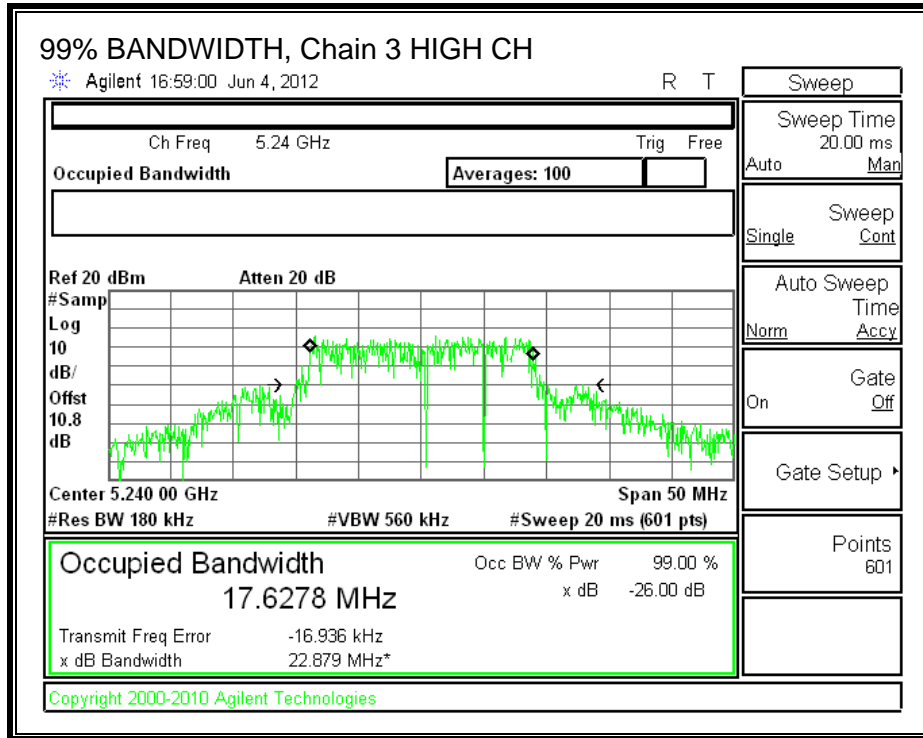 99% BANDWIDTH, Chain 3 HIGH CH
Agilent 16:59:00 Jun 4, 2012 R T
Ch Freq 5.24 GHz Trig Free
Occupied Bandwidth Averages: 100
Ref 20 dBm Atten 20 dB
#Samp
Log
10
dB/
Offst
10.8
dB
Center 5.240 00 GHz Span 50 MHz
#Res BW 180 kHz #VBW 560 kHz #Sweep 20 ms (601 pts)
Occupied Bandwidth Occ BW % Pwr 99.00 %
17.6278 MHz x dB -26.00 dB
Transmit Freq Error -16.936 kHz
x dB Bandwidth 22.879 MHz*
Copyright 2000-2010 Agilent Technologies
Sweep
Sweep Time
20.00 ms
Auto Man
Sweep
Single Cont
Auto Sweep
Time
Norm Accy
Gate
On Off
Gate Setup
Points
601